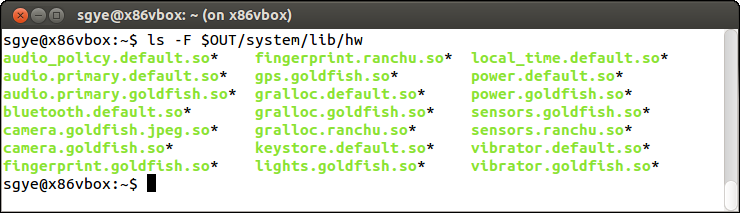 sgye@x86vbox: ~ (on x86vbox)
sgye@x86vbox:~$ ls -F $OUT/system/lib/hw
audio_policy.default.so* fingerprint.ranchu.so* local_time.default.so*
audio.primary.default.so* gps.goldfish.so* power.default.so*
audio.primary.goldfish.so* gralloc.default.so* power.goldfish.so*
bluetooth.default.so* gralloc.goldfish.so* sensors.goldfish.so*
camera.goldfish.jpeg.so* gralloc.ranchu.so* sensors.ranchu.so*
camera.goldfish.so* keystore.default.so* vibrator.default.so*
fingerprint.goldfish.so* lights.goldfish.so* vibrator.goldfish.so*
sgye@x86vbox:~$